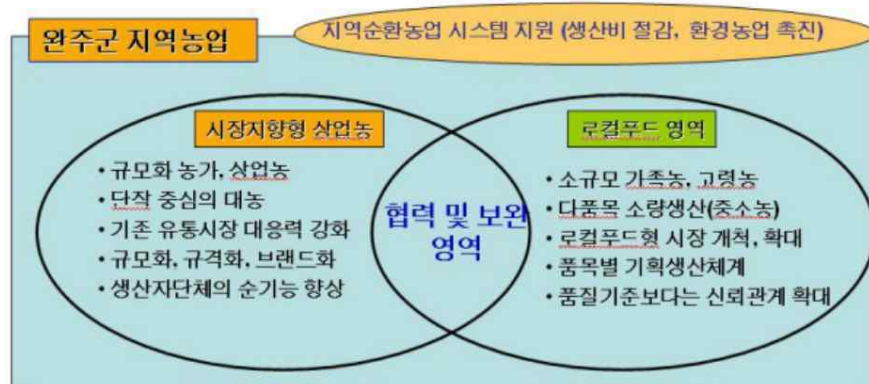 완주군 지역농업
지역순환농업 시스템 지원 (생산비 절감, 환경농업 촉진)
시장지향형 상업농
• 규모화 농가, 상업농
• 단작 중심의 대농
• 기존 유통시장 대응력 강화
• 규모화, 규격화, 브랜드화
• 생산자단체의 순기능 향상
협력 및 보완
영역
로컬푸드 영역
• 소규모 가족농, 고령농
• 다품목 소량생산(중소농)
• 로컬푸드형 시장 개척, 확대
• 품목별 기획생산체계
• 품질기준보다는 신뢰관계 확대